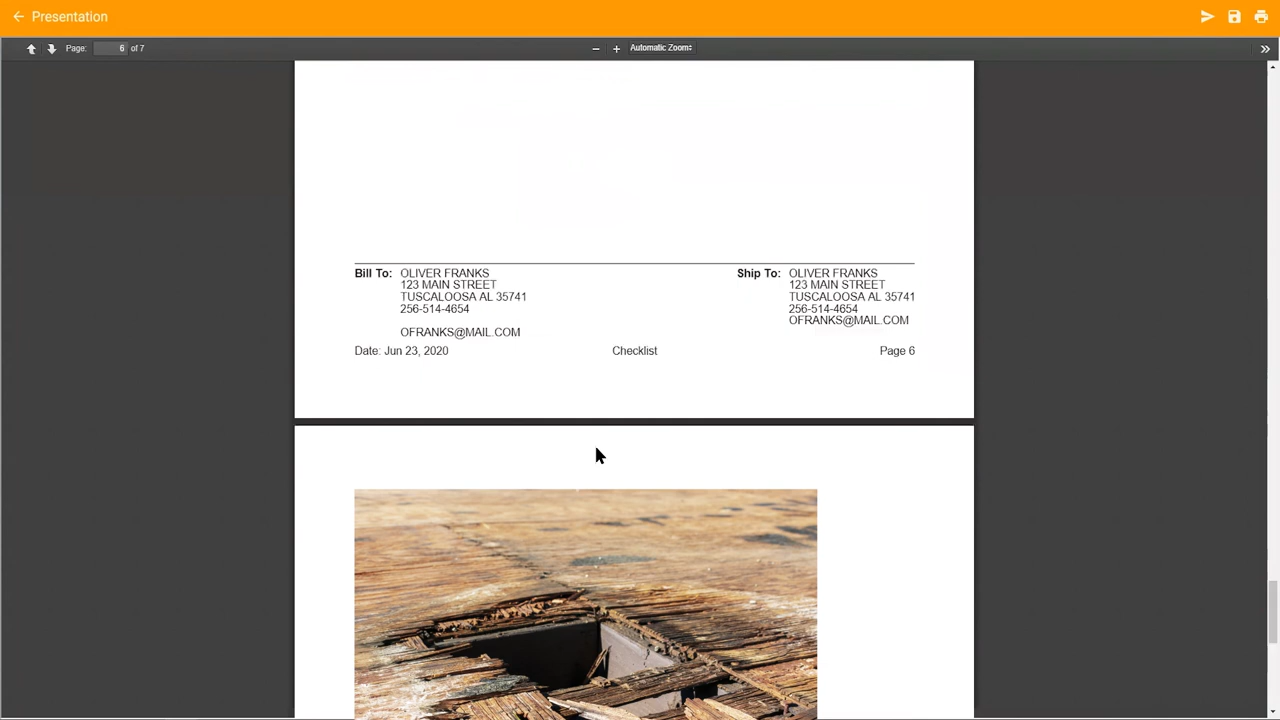 Presentation
Page: 6 of 7 Automatic Zoom
Bill To: OLIVER FRANKS
123 MAIN STREET
TUSCALOOSA AL 35741
256-514-4654
OFRANKS@MAIL.COM
Ship To: OLIVER FRANKS
123 MAIN STREET
TUSCALOOSA AL 35741
256-514-4654
OFRANKS@MAIL.COM
Date: Jun 23, 2020 Checklist Page 6